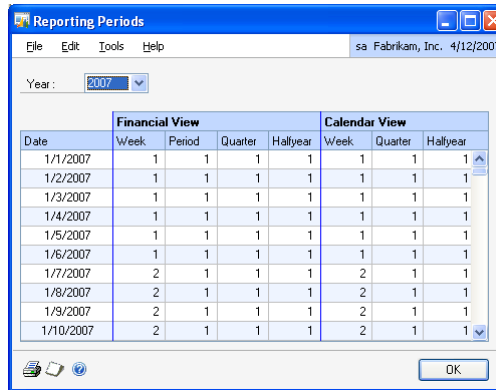 Reporting Periods
File Edit Tools Help sa Fabrikam, Inc. 4/12/2007
Year: 2007
Financial View Calendar View
Date Week Period Quarter Halfyear Week Quarter Halfyear
1/1/2007 1 1 1 1 1 1 1
1/2/2007 1 1 1 1 1 1 1
1/3/2007 1 1 1 1 1 1 1
1/4/2007 1 1 1 1 1 1 1
1/5/2007 1 1 1 1 1 1 1
1/6/2007 1 1 1 1 1 1 1
1/7/2007 2 1 1 1 2 1 1
1/8/2007 2 1 1 1 2 1 1
1/9/2007 2 1 1 1 2 1 1
1/10/2007 2 1 1 1 2 1 1
OK